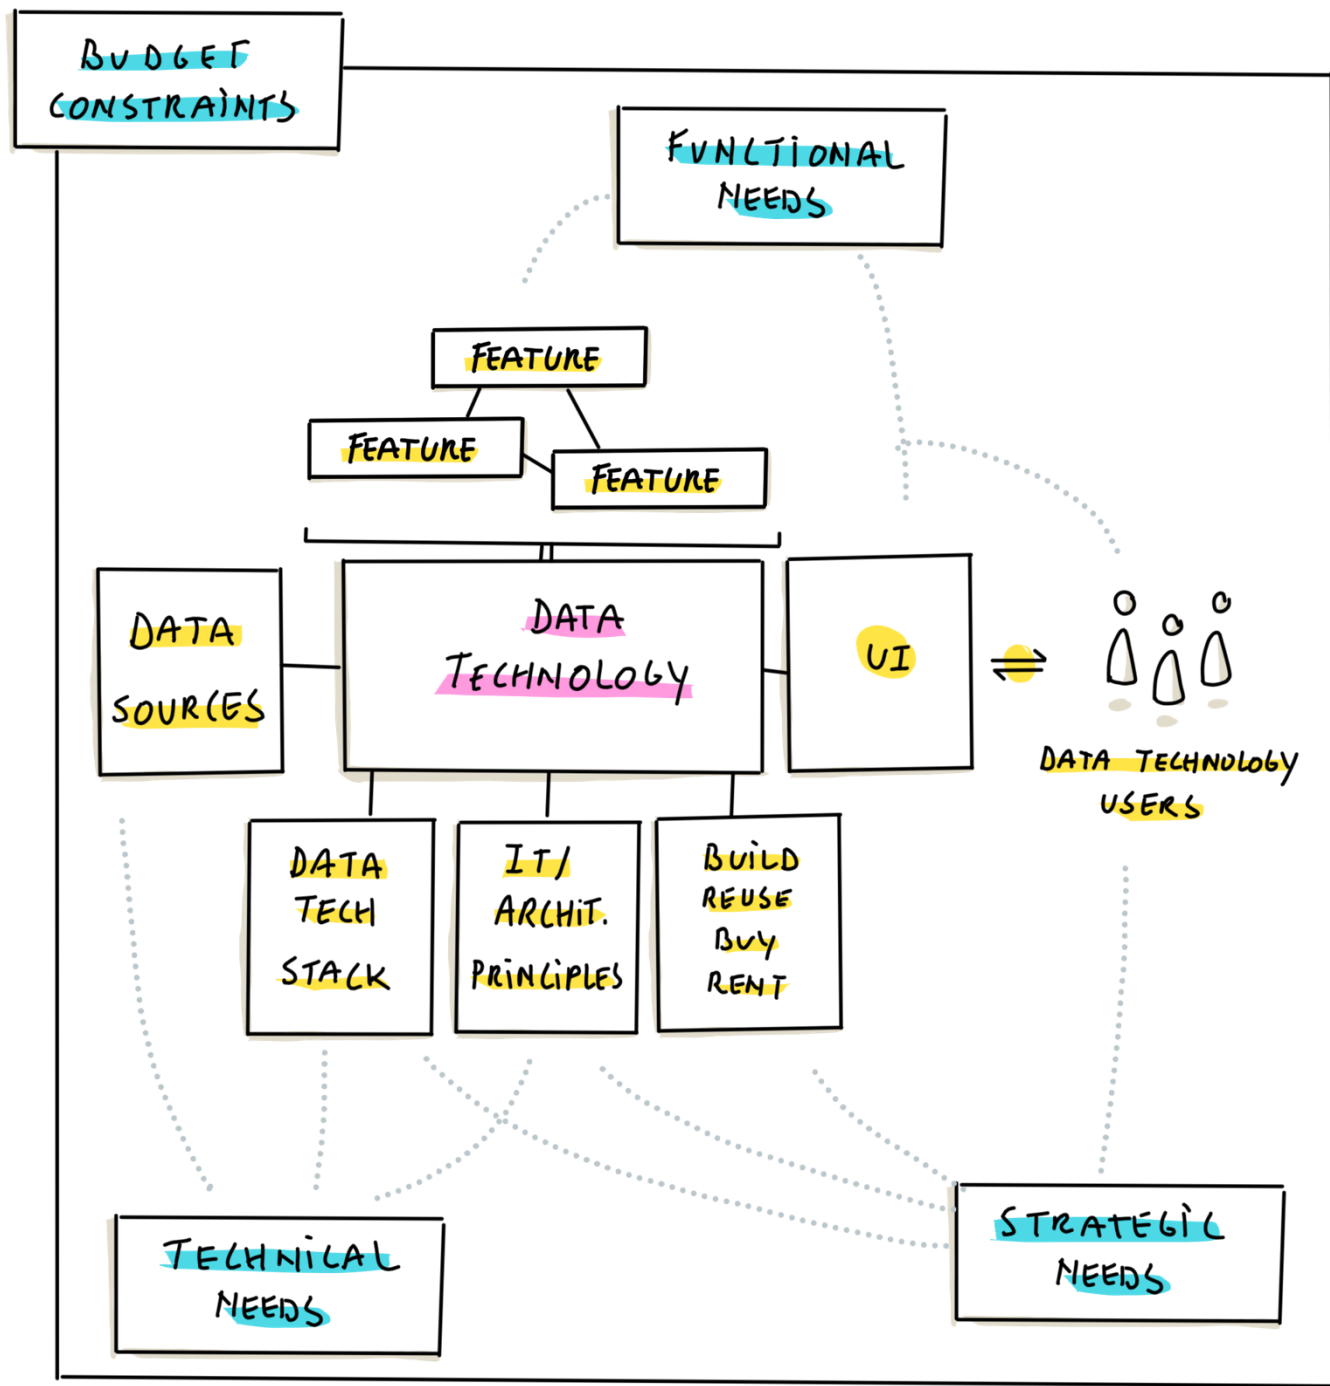 BUDGET
CONSTRAINTS
FUNCTIONAL
NEEDS
FEATURE
FEATURE
FEATURE
DATA
SOURCES
DATA
TECHNOLOGY
UI
DATA TECHNOLOGY
USERS
DATA
TECH
STACK
IT/
ARCHIT.
PRINCIPLES
BUILD
REUSE
BUY
RENT
TECHNICAL
NEEDS
STRATEGIC
NEEDS